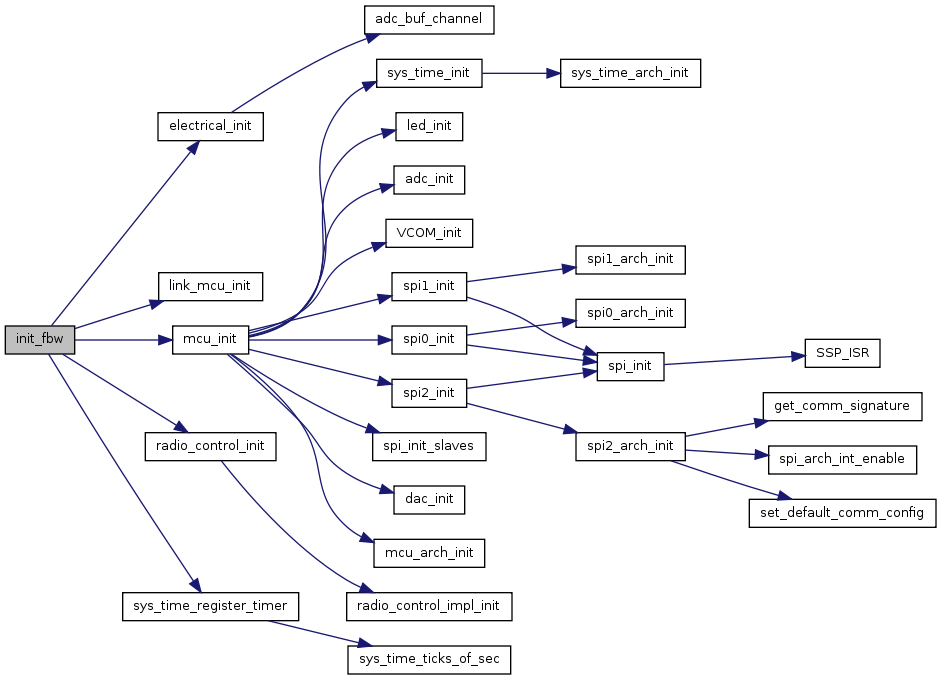 adc_buf_channel
sys_time_init
sys_time_arch_init
electrical_init
led_init
adc_init
VCOM_init
spi1_arch_init
link_mcu_init
spi1_init
spi0_arch_init
init_fbw
mcu_init
spi0_init
SSP_ISR
spi_init
spi2_init
get_comm_signature
radio_control_init
spi_init_slaves
spi2_arch_init
spi_arch_int_enable
dac_init
set_default_comm_config
mcu_arch_init
sys_time_register_timer
radio_control_impl_init
sys_time_ticks_of_sec